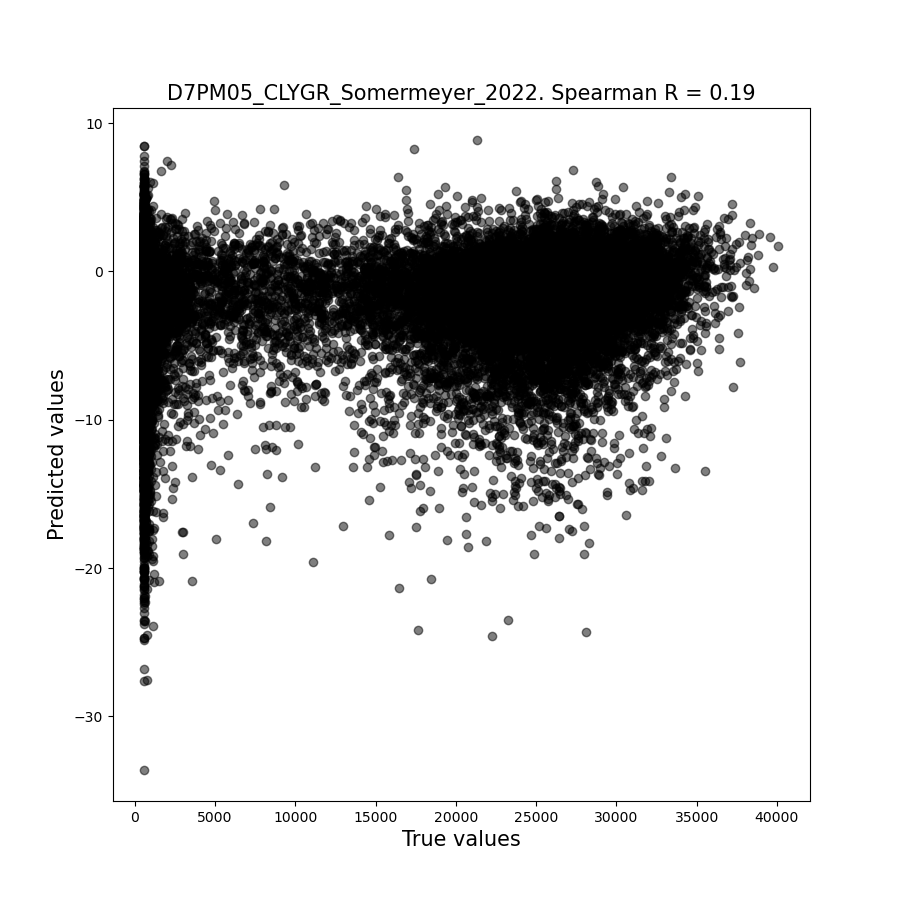 D7PM05_CLYGR_Somermeyer_2022. Spearman R = 0.19
10
0
−10
−20
−30
Predicted values
0 5000 10000 15000 20000 25000 30000 35000 40000
True values